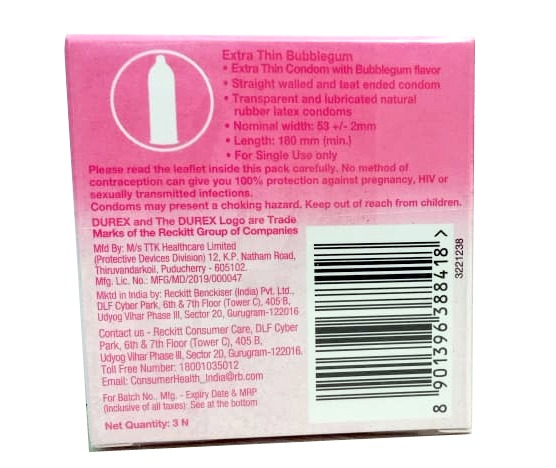 Extra Thin Bubblegum
• Extra Thin Condom with Bubblegum flavor
• Straight walled and teat ended condom
• Transparent and lubricated natural
rubber latex condoms
• Nominal width: 53 +/- 2mm
• Length: 180 mm (min.)
• For Single Use only
Please read the leaflet inside this pack carefully. No method of
contraception can give you 100% protection against pregnancy, HIV or
sexually transmitted infections.
Condoms may present a choking hazard. Keep out of reach from children.
DUREX and The DUREX Logo are Trade
Marks of the Reckitt Group of Companies
Mfd By: M/s TTK Healthcare Limited
(Protective Devices Division) 12, K.P. Natham Road,
Thiruvandarkoil, Puducherry - 605102.
Mfg. Lic. No.: MFG/MD/2019/000047
Mktd in India by: Reckitt Benckiser (India) Pvt. Ltd.,
DLF Cyber Park, 6th & 7th Floor (Tower C), 405 B,
Udyog Vihar Phase III, Sector 20, Gurugram-122016
Contact us - Reckitt Consumer Care, DLF Cyber
Park, 6th & 7th Floor (Tower C), 405 B,
Udyog Vihar Phase III, Sector 20, Gurugram-122016.
Toll Free Number: 18001035012
Email: ConsumerHealth_India@rb.com
For Batch No., Mfg. - Expiry Date & MRP
(Inclusive of all taxes): See at the bottom
Net Quantity: 3 N
8 901396 388418 >
3221238